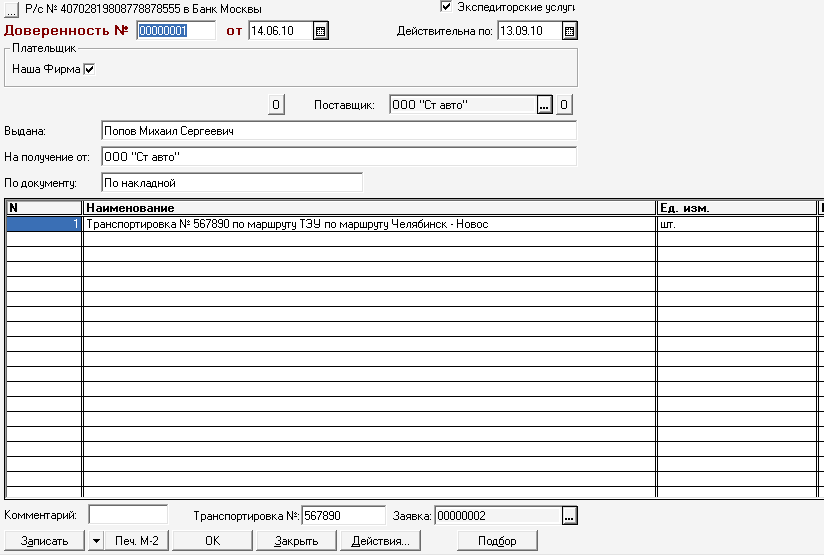 ... Р/с № 40702819808778878555 в Банк Москвы Экспедиторские услуги
Доверенность № 00000001 от 14.06.10 Действительна по: 13.09.10
Плательщик
Наша Фирма
0 Поставщик: ООО "Ст авто" ... 0
Выдана: Попов Михаил Сергеевич
На получение от: ООО "Ст авто"
По документу: По накладной
N Наименование Ед. изм.
1 Транспортировка № 567890 по маршруту ТЭУ по маршруту Челябинск - Новос шт.
Комментарий: Транспортировка №: 567890 Заявка: 00000002 ...
Записать Печ. М-2 OK Закрыть Действия... Подбор